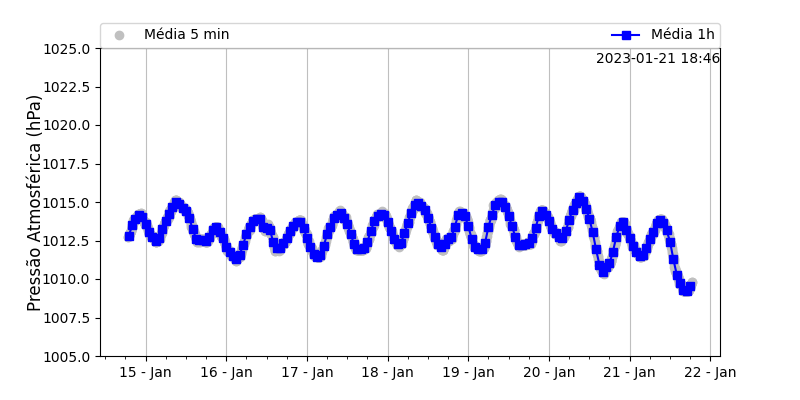 Média 5 min
Média 1h
2023-01-21 18:46
Pressão Atmosférica (hPa)
1025.0
1022.5
1020.0
1017.5
1015.0
1012.5
1010.0
1007.5
1005.0
15 - Jan
16 - Jan
17 - Jan
18 - Jan
19 - Jan
20 - Jan
21 - Jan
22 - Jan